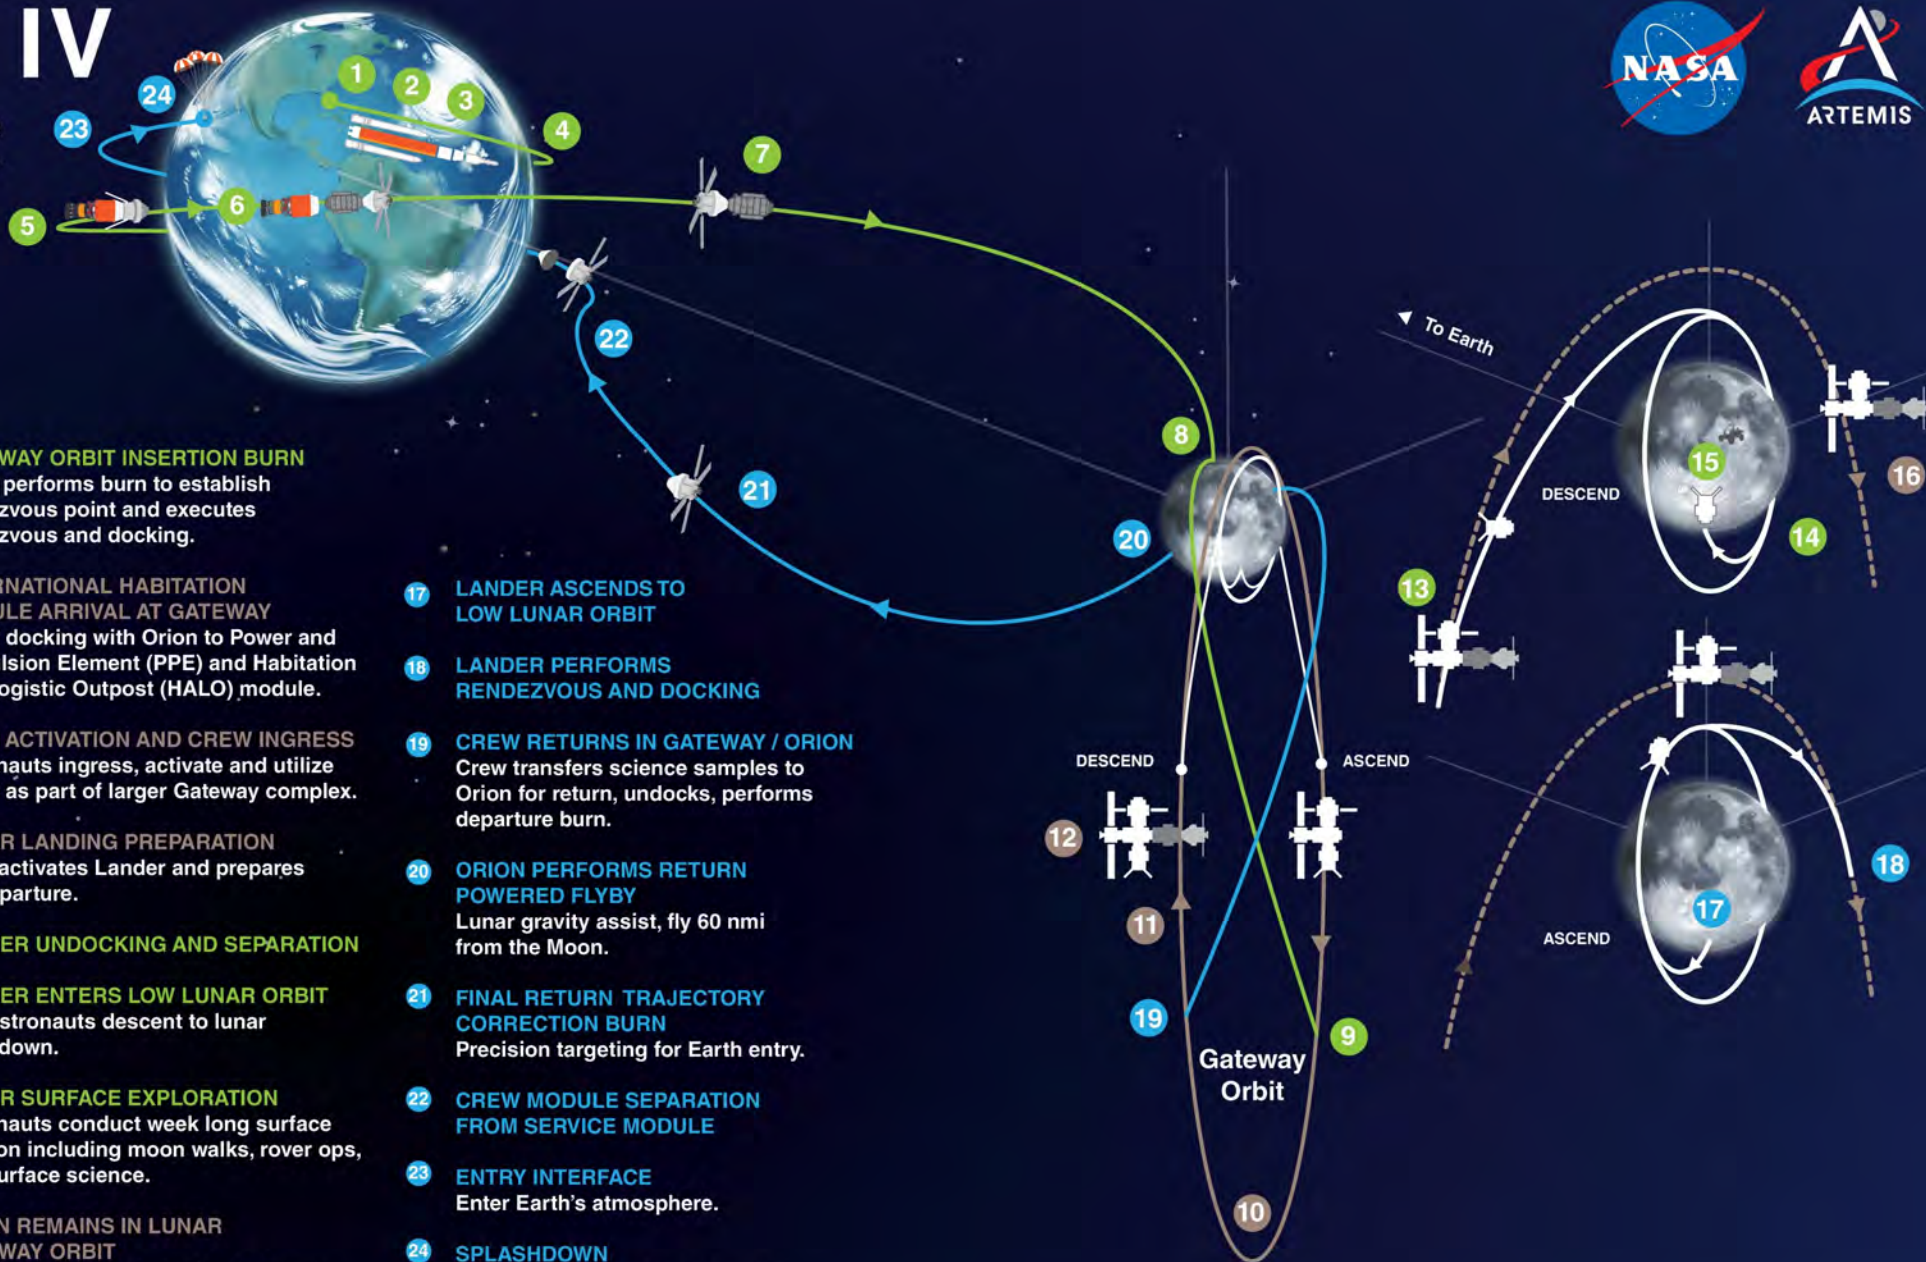 IV
NASA
ARTEMIS
1
2
3
4
5
6
7
8
9
10
11
12
13
14
15
16
17
18
19
20
21
22
23
24
To Earth
DESCEND
ASCEND
DESCEND
ASCEND
Gateway
Orbit
WAY ORBIT INSERTION BURN
performs burn to establish
zvous point and executes
zvous and docking.
RNATIONAL HABITATION
ULE ARRIVAL AT GATEWAY
docking with Orion to Power and
lsion Element (PPE) and Habitation
ogistic Outpost (HALO) module.
ACTIVATION AND CREW INGRESS
nauts ingress, activate and utilize
as part of larger Gateway complex.
R LANDING PREPARATION
activates Lander and prepares
parture.
ER UNDOCKING AND SEPARATION
ER ENTERS LOW LUNAR ORBIT
stronauts descent to lunar
down.
R SURFACE EXPLORATION
nauts conduct week long surface
on including moon walks, rover ops,
urface science.
N REMAINS IN LUNAR
WAY ORBIT
17 LANDER ASCENDS TO
LOW LUNAR ORBIT
18 LANDER PERFORMS
RENDEZVOUS AND DOCKING
19 CREW RETURNS IN GATEWAY / ORION
Crew transfers science samples to
Orion for return, undocks, performs
departure burn.
20 ORION PERFORMS RETURN
POWERED FLYBY
Lunar gravity assist, fly 60 nmi
from the Moon.
21 FINAL RETURN TRAJECTORY
CORRECTION BURN
Precision targeting for Earth entry.
22 CREW MODULE SEPARATION
FROM SERVICE MODULE
23 ENTRY INTERFACE
Enter Earth's atmosphere.
24 SPLASHDOWN